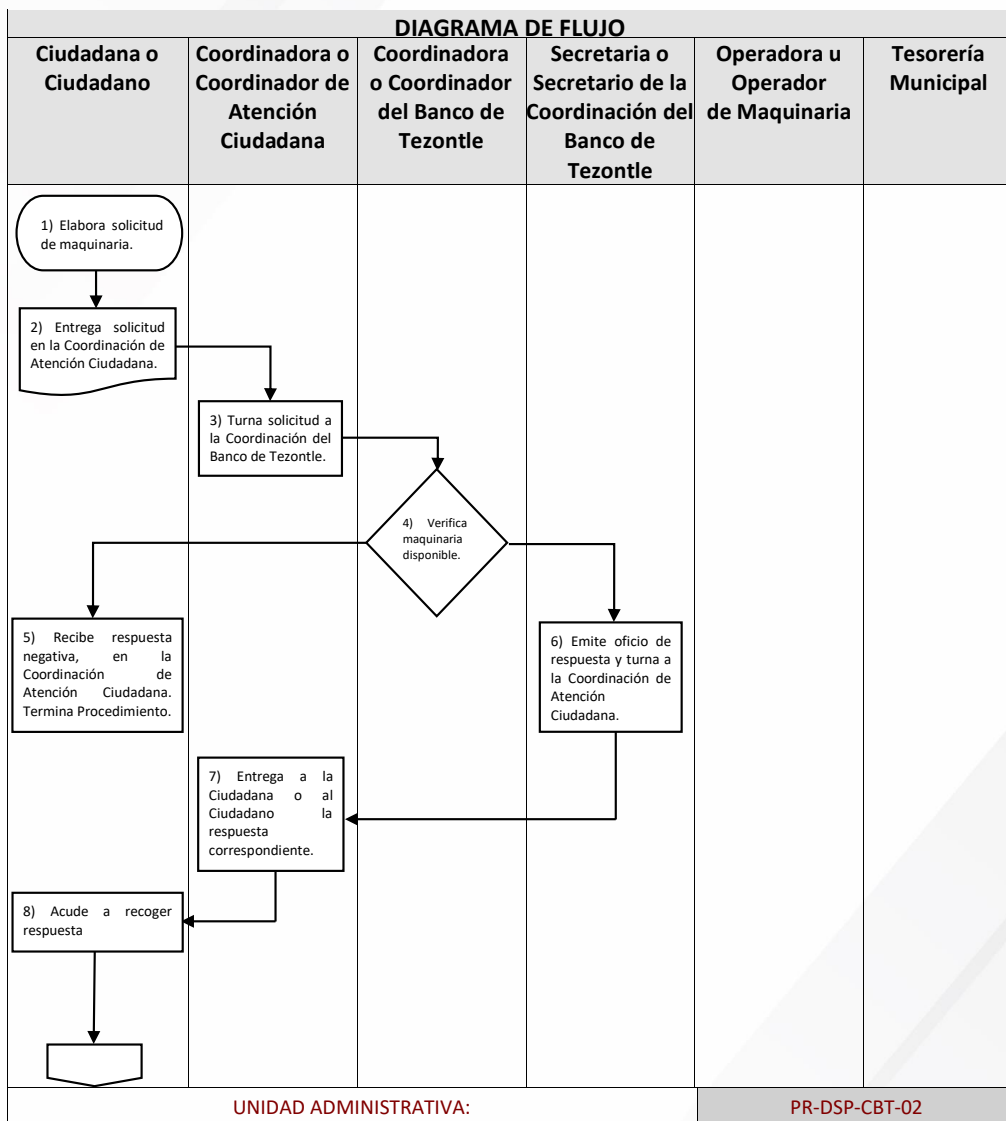 DIAGRAMA DE FLUJO
Ciudadana o
Ciudadano
Coordinadora o
Coordinador de
Atención
Ciudadana
Coordinadora
o Coordinador
del Banco de
Tezontle
Secretaria o
Secretario de la
Coordinación del
Banco de
Tezontle
Operadora u
Operador
de Maquinaria
Tesorería
Municipal
1) Elabora solicitud
de maquinaria.
2) Entrega solicitud
en la Coordinación de
Atención Ciudadana.
3) Turna solicitud a
la Coordinación del
Banco de Tezontle.
4) Verifica
maquinaria
disponible.
5) Recibe respuesta
negativa, en la
Coordinación de
Atención Ciudadana.
Termina Procedimiento.
6) Emite oficio de
respuesta y turna a
la Coordinación de
Atención
Ciudadana.
7) Entrega a la
Ciudadana o al
Ciudadano la
respuesta
correspondiente.
8) Acude a recoger
respuesta
UNIDAD ADMINISTRATIVA:
PR-DSP-CBT-02